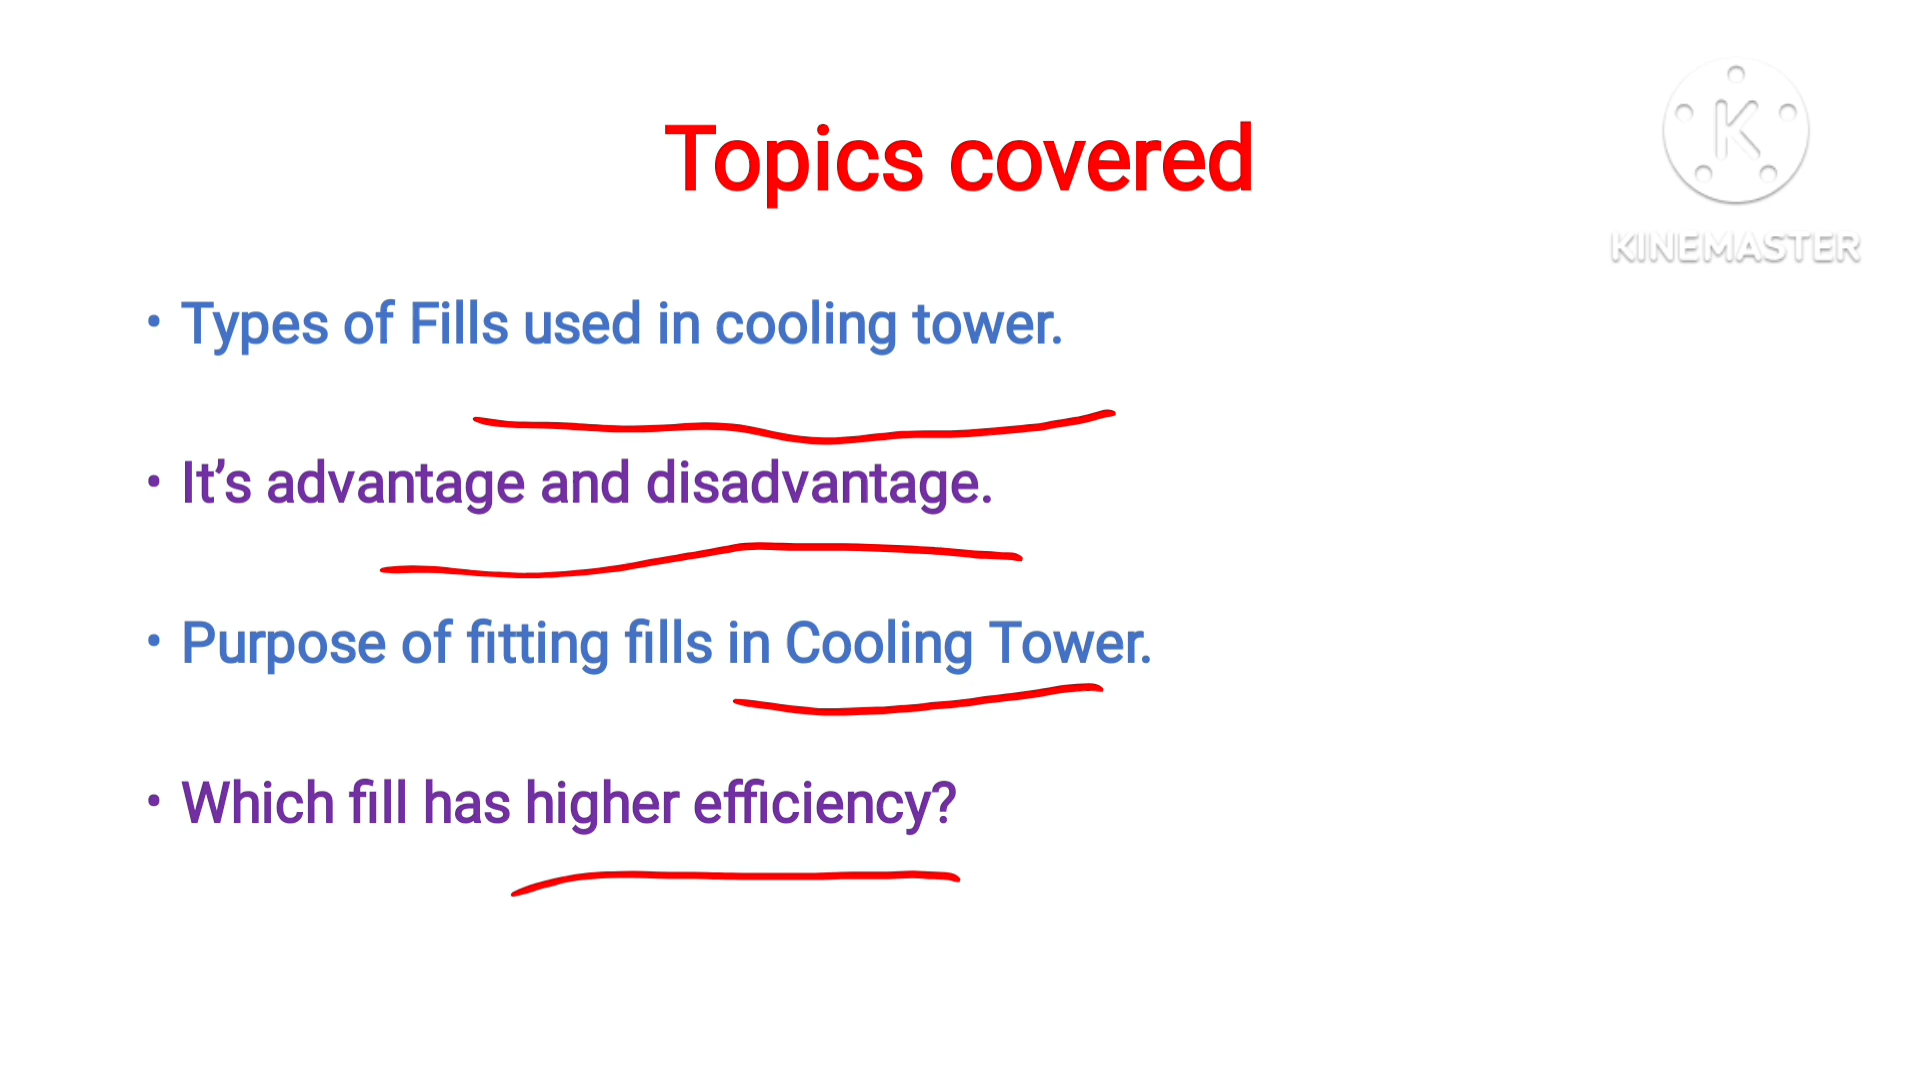 Topics covered
K
KINEMASTER
• Types of Fills used in cooling tower.
• It’s advantage and disadvantage.
• Purpose of fitting fills in Cooling Tower.
• Which fill has higher efficiency?